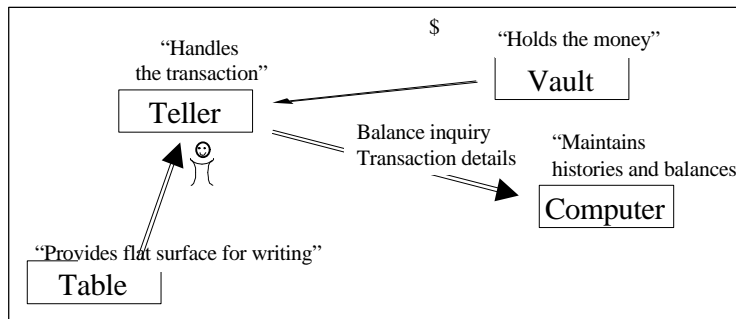 $
“Handles
the transaction”
Teller
“Holds the money”
Vault
Balance inquiry
Transaction details
“Maintains
histories and balances
Computer
“Provides flat surface for writing”
Table